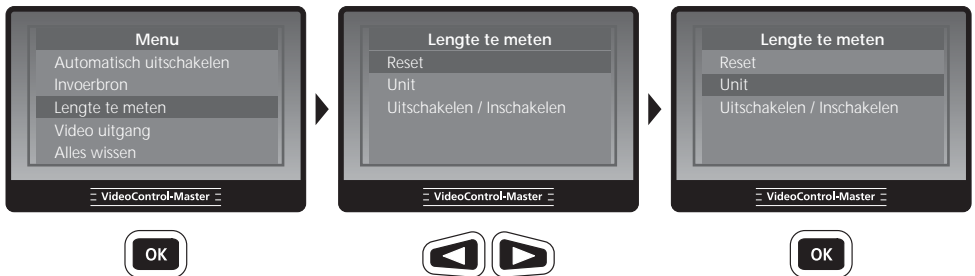 Menu
Automatisch uitschakelen
Invoerbron
Lengte te meten
Video uitgang
Alles wissen
VideoControl-Master
OK
Lengte te meten
Reset
Unit
Uitschakelen / Inschakelen
VideoControl-Master
Lengte te meten
Reset
Unit
Uitschakelen / Inschakelen
VideoControl-Master
OK